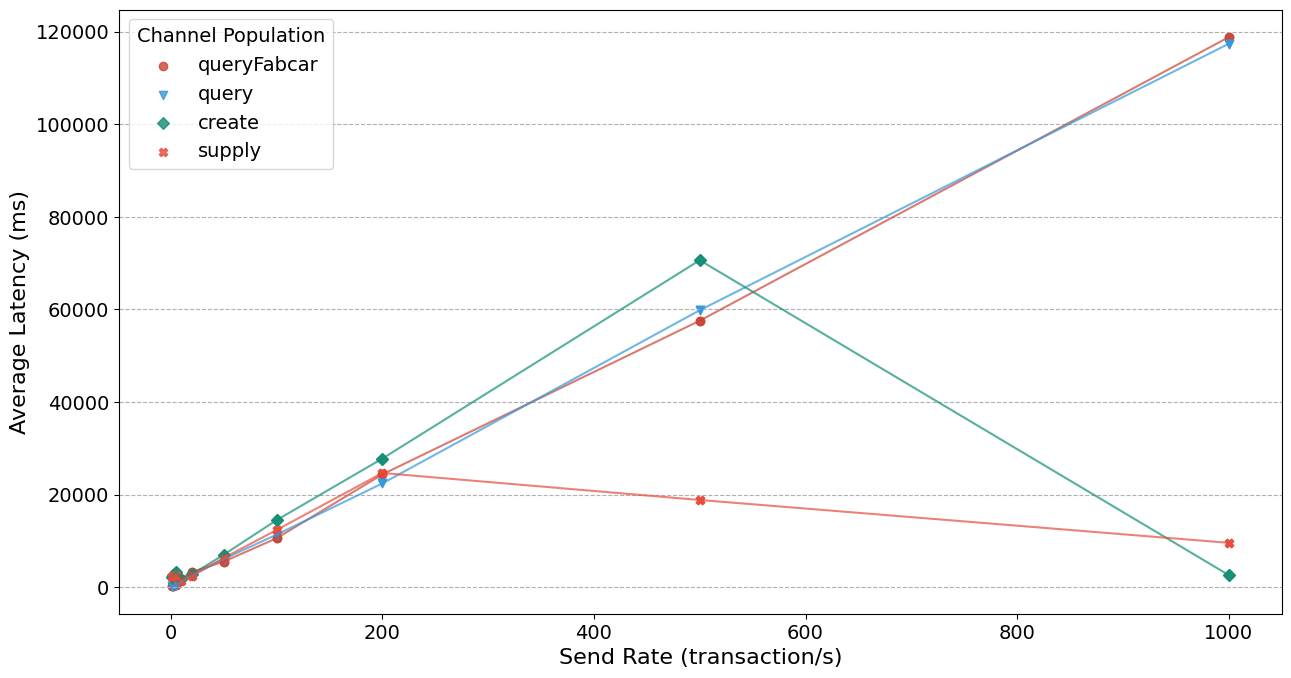 Channel Population
queryFabcar
query
create
supply
Average Latency (ms)
120000
100000
80000
60000
40000
20000
0
0 200 400 600 800 1000
Send Rate (transaction/s)